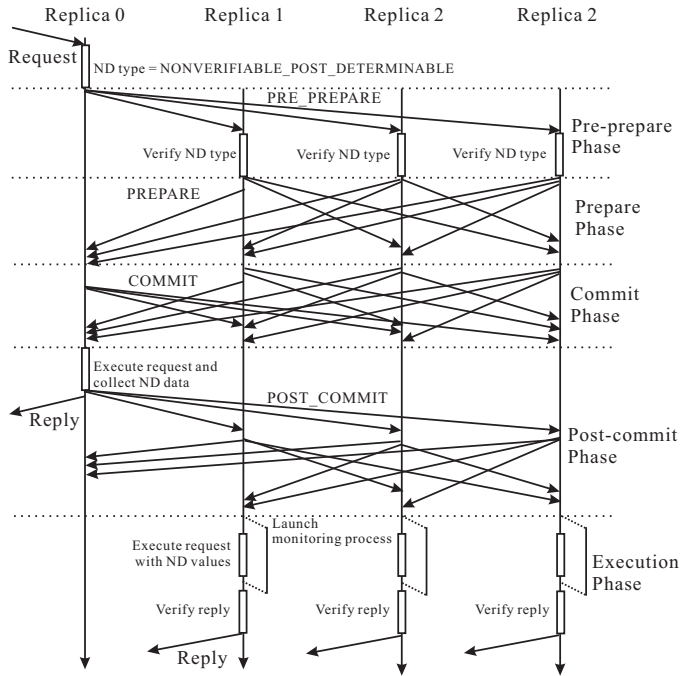 Replica 0
Replica 1
Replica 2
Replica 2
Request
ND type = NONVERIFIABLE_POST_DETERMINABLE
PRE_PREPARE
Pre-prepare
Phase
Verify ND type
Verify ND type
Verify ND type
PREPARE
Prepare
Phase
COMMIT
Commit
Phase
Execute request and
collect ND data
POST_COMMIT
Reply
Post-commit
Phase
Launch
monitoring process
Execute request
with ND values
Execution
Phase
Verify reply
Verify reply
Verify reply
Reply